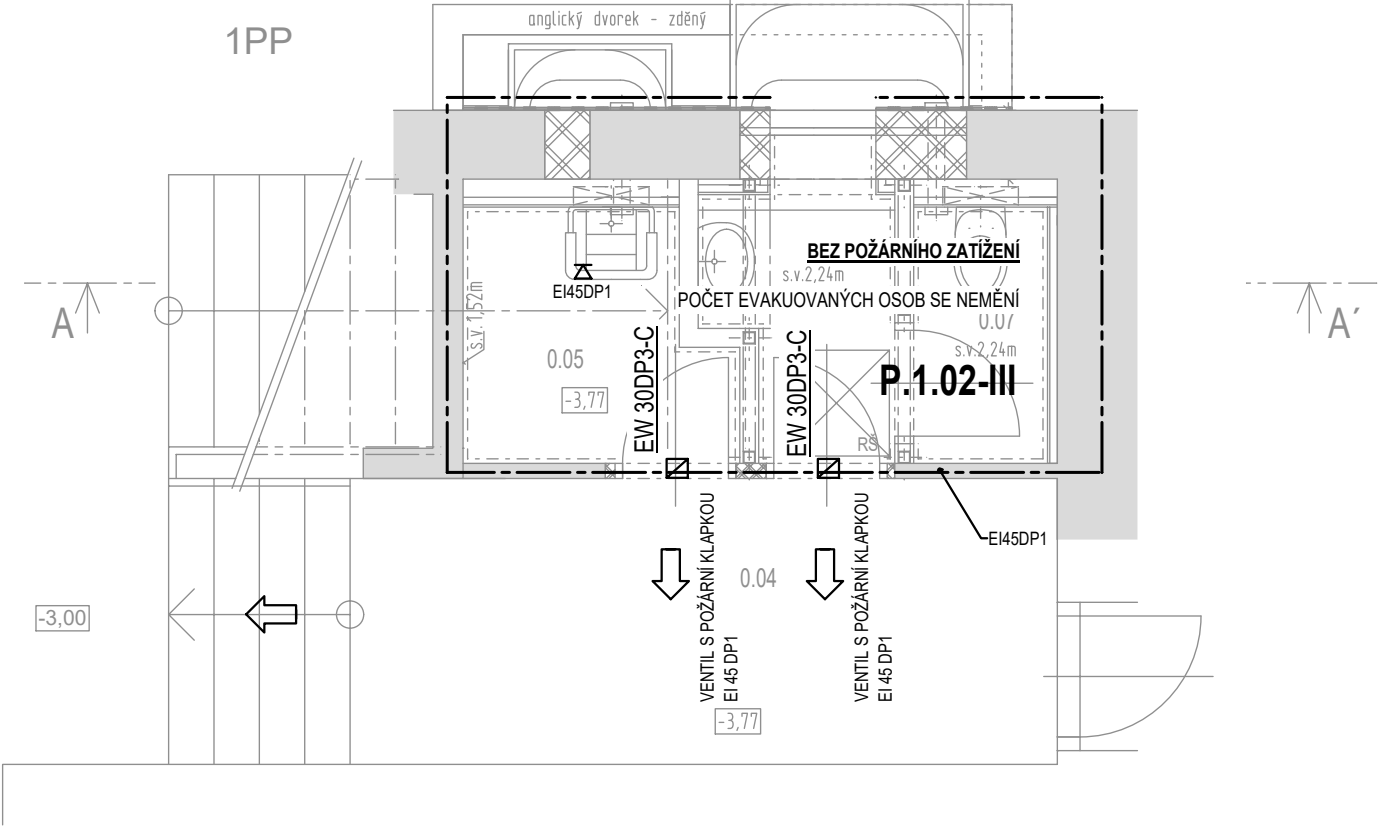 anglický dvorek - zděný
1PP
BEZ POŽÁRNÍHO ZATÍŽENÍ
s.v.2,24m
EI45DP1
POČET EVAKUOVANÝCH OSOB SE NEMĚNÍ
A
A´
s.v. 1,52m
0.07
s.v.2,24m
0.05
P.1.02-III
-3,77
EW 30DP3-C
EW 30DP3-C
RŠ
EI45DP1
0.04
VENTIL S POŽÁRNÍ KLAPKOU
EI 45 DP1
VENTIL S POŽÁRNÍ KLAPKOU
EI 45 DP1
-3,00
-3,77